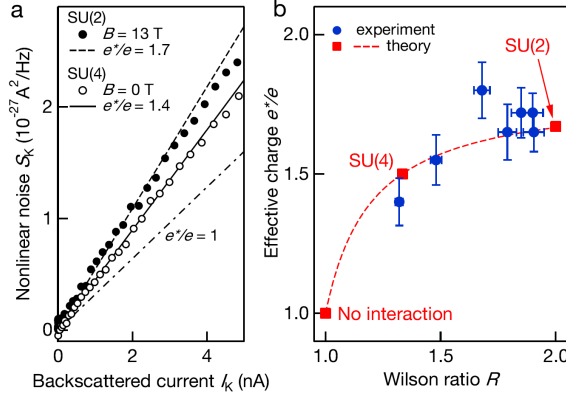 a
SU(2)
B = 13 T
e*/e = 1.7
SU(4)
B = 0 T
e*/e = 1.4
e*/e = 1
Nonlinear noise SK (10-27A2/Hz)
0
1
2
0
2
4
Backscattered current IK (nA)
b
experiment
theory
SU(2)
SU(4)
No interaction
Effective charge e*/e
2.0
1.5
1.0
1.0
1.5
2.0
Wilson ratio R